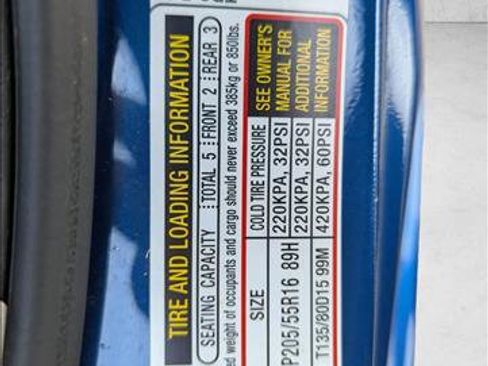 TIRE AND LOADING INFORMATION
SEATING CAPACITY TOTAL 5 FRONT 2 REAR 3
weight of occupants and cargo should never exceed 385kg or 850lbs.
SIZE COLD TIRE PRESSURE SEE OWNER'S
MANUAL FOR
ADDITIONAL
INFORMATION
220KPA, 32PSI
P205/55R16 89H 220KPA, 32PSI
T135/80D15 99M 420KPA, 60PSI